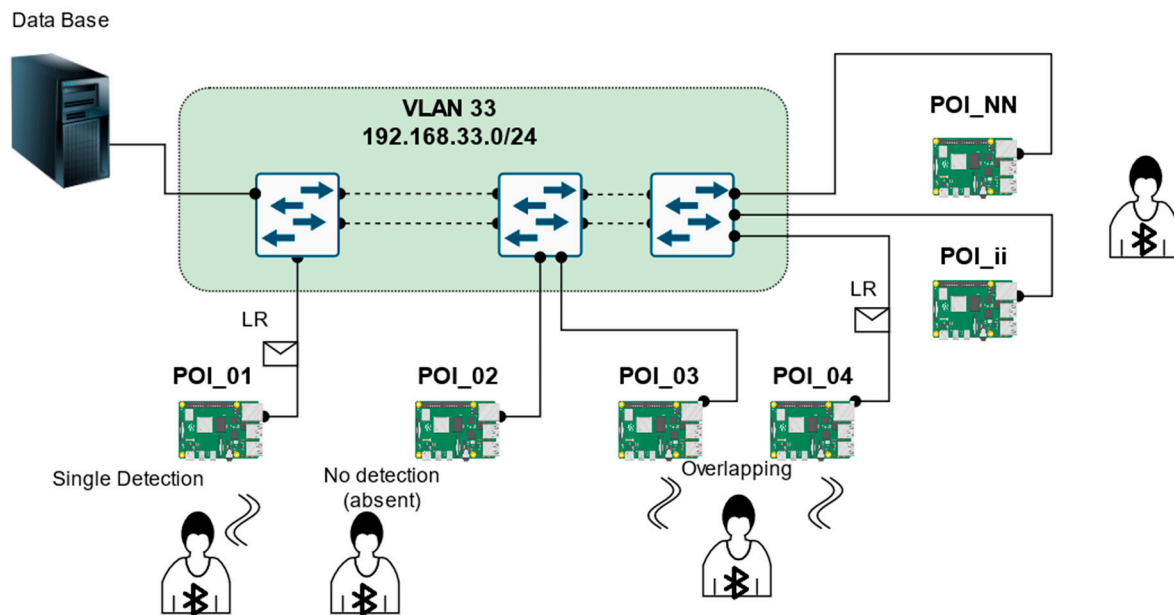 Data Base
VLAN 33
192.168.33.0/24
POI_NN
POI_ii
LR
LR
POI_01
POI_02
POI_03
POI_04
Single Detection
No detection
(absent)
Overlapping